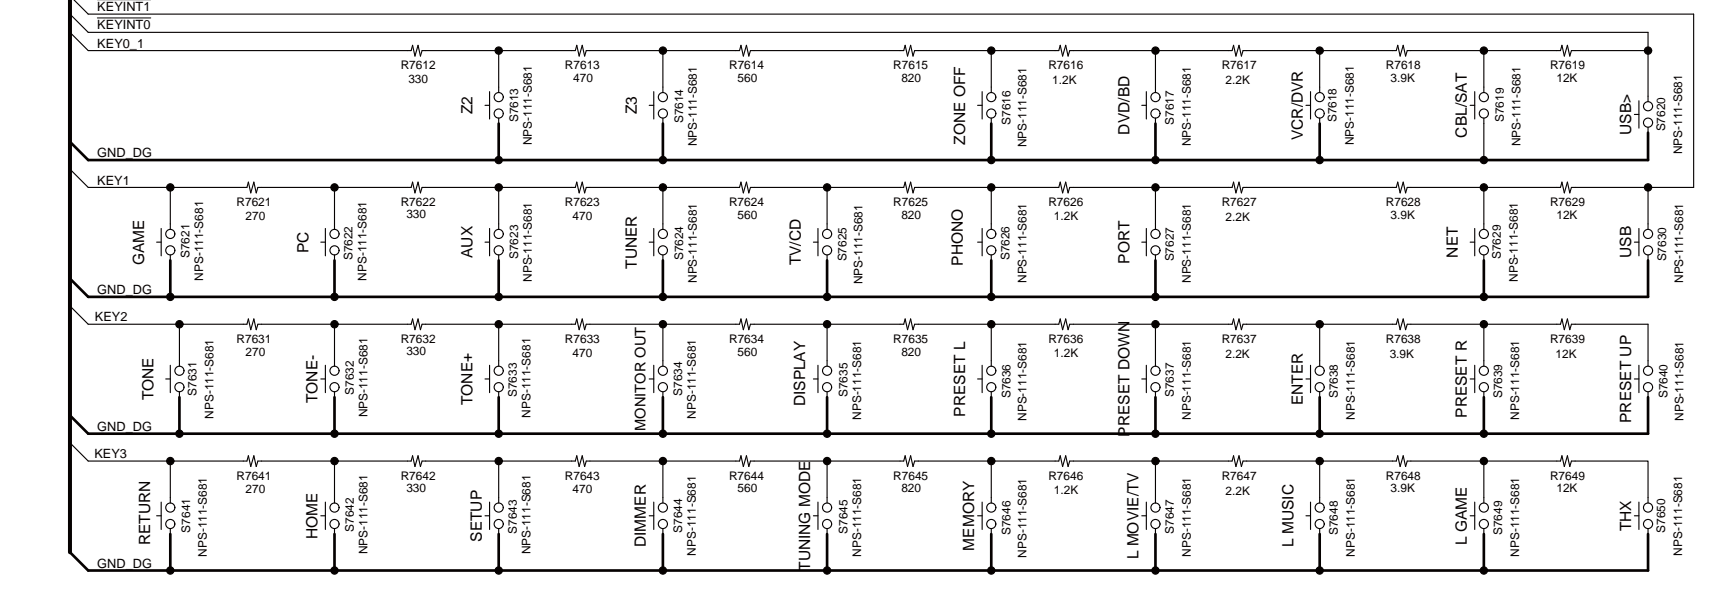 KEYINT1
KEYINT0
KEY0_1
R7612 R7613 R7614 R7615 R7616 R7617 R7618 R7619
330 470 560 820 1.2K 2.2K 3.9K 12K
Z2 S7613 NPS-111-S681
Z3 S7614 NPS-111-S681
ZONE OFF S7616 NPS-111-S681
DVD/BD S7617 NPS-111-S681
VCR/DVR S7618 NPS-111-S681
CBL/SAT S7619 NPS-111-S681
USB> S7620 NPS-111-S681
GND_DG
KEY1
R7621 R7622 R7623 R7624 R7625 R7626 R7627 R7628 R7629
270 330 470 560 820 1.2K 2.2K 3.9K 12K
GAME S7621 NPS-111-S681
PC S7622 NPS-111-S681
AUX S7623 NPS-111-S681
TUNER S7624 NPS-111-S681
TV/CD S7625 NPS-111-S681
PHONO S7626 NPS-111-S681
PORT S7627 NPS-111-S681
NET S7629 NPS-111-S681
USB S7630 NPS-111-S681
GND_DG
KEY2
R7631 R7632 R7633 R7634 R7635 R7636 R7637 R7638 R7639
270 330 470 560 820 1.2K 2.2K 3.9K 12K
TONE S7631 NPS-111-S681
TONE- S7632 NPS-111-S681
TONE+ S7633 NPS-111-S681
MONITOR OUT S7634 NPS-111-S681
DISPLAY S7635 NPS-111-S681
PRESET L S7636 NPS-111-S681
PRESET DOWN S7637 NPS-111-S681
ENTER S7638 NPS-111-S681
PRESET R S7639 NPS-111-S681
PRESET UP S7640 NPS-111-S681
GND_DG
KEY3
R7641 R7642 R7643 R7644 R7645 R7646 R7647 R7648 R7649
270 330 470 560 820 1.2K 2.2K 3.9K 12K
RETURN S7641 NPS-111-S681
HOME S7642 NPS-111-S681
SETUP S7643 NPS-111-S681
DIMMER S7644 NPS-111-S681
TUNING MODE S7645 NPS-111-S681
MEMORY S7646 NPS-111-S681
L MOVIE/TV S7647 NPS-111-S681
L MUSIC S7648 NPS-111-S681
L GAME S7649 NPS-111-S681
THX S7650 NPS-111-S681
GND_DG